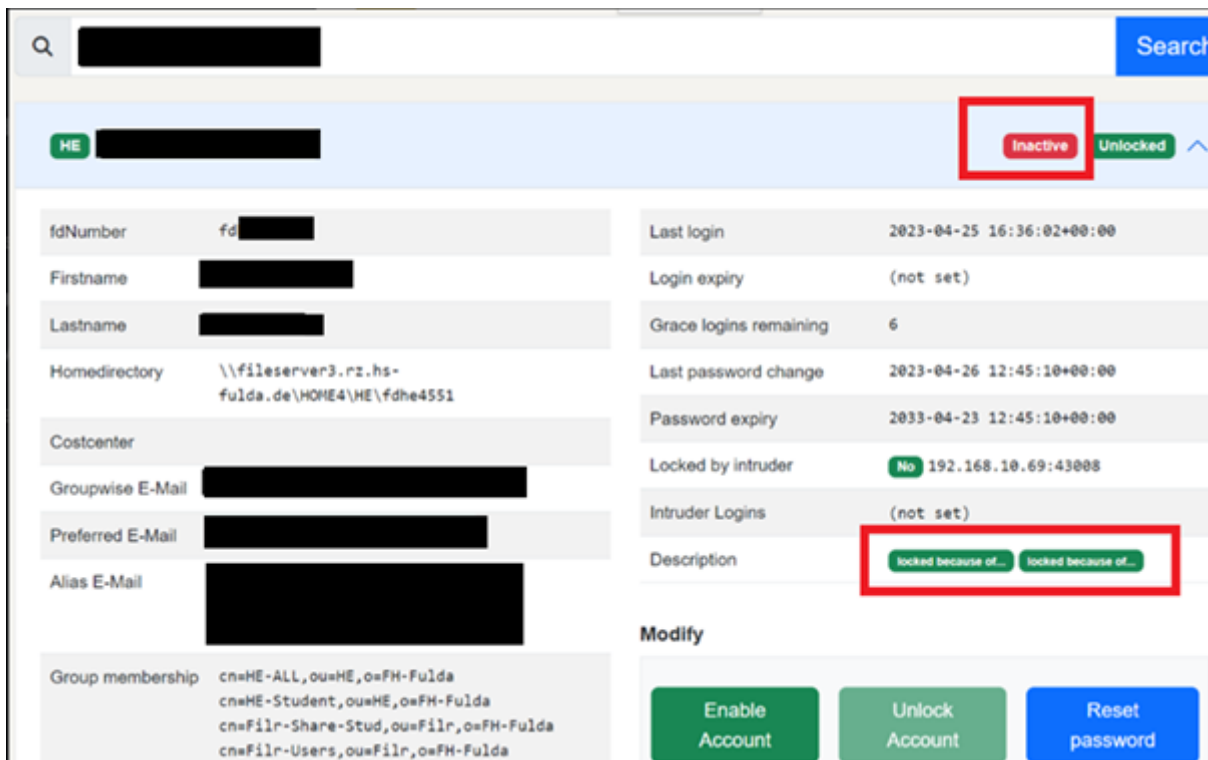 Search
HE
Inactive
Unlocked
fdNumber fd
Firstname
Lastname
Homedirectory \\fileserver3.rz.hs-
fulda.de\HOME4\HE\fdhe4551
Costcenter
Groupwise E-Mail
Preferred E-Mail
Alias E-Mail
Group membership cn=HE-ALL,ou=HE,o=FH-Fulda
cn=HE-Student,ou=HE,o=FH-Fulda
cn=Filr-Share-Stud,ou=Filr,o=FH-Fulda
cn=Filr-Users,ou=Filr,o=FH-Fulda
Last login 2023-04-25 16:36:02+00:00
Login expiry (not set)
Grace logins remaining 6
Last password change 2023-04-26 12:45:10+00:00
Password expiry 2033-04-23 12:45:10+00:00
Locked by intruder No 192.168.10.69:43008
Intruder Logins (not set)
Description locked because of... locked because of...
Modify
Enable
Account
Unlock
Account
Reset
password